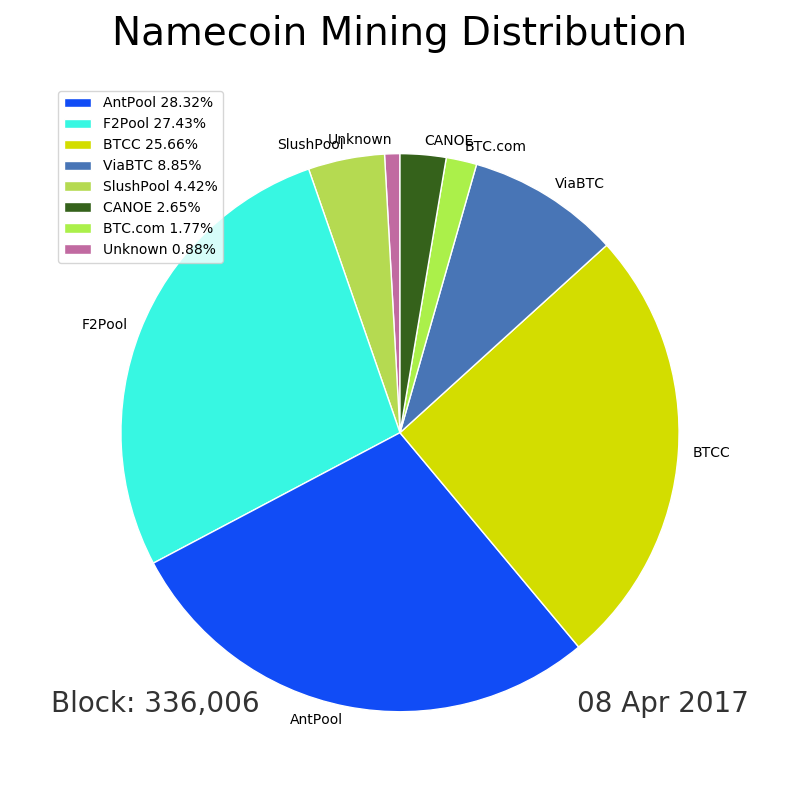 Namecoin Mining Distribution
AntPool 28.32%
F2Pool 27.43%
BTCC 25.66%
ViaBTC 8.85%
SlushPool 4.42%
CANOE 2.65%
BTC.com 1.77%
Unknown 0.88%
SlushPool
Unknown
CANOE
BTC.com
ViaBTC
F2Pool
BTCC
AntPool
Block: 336,006
08 Apr 2017